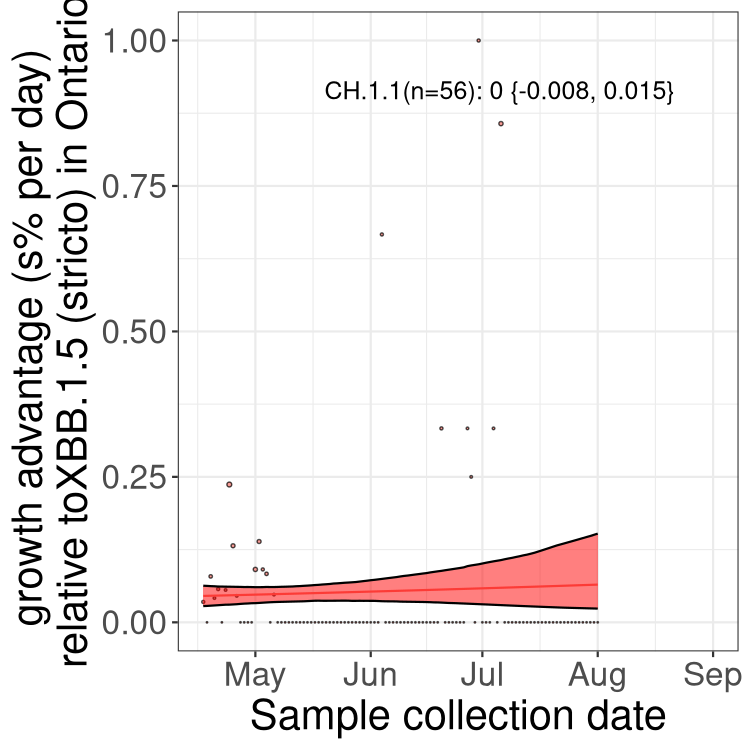 growth advantage (s% per day)
relative toXBB.1.5 (stricto) in Ontario
1.00
0.75
0.50
0.25
0.00
CH.1.1(n=56): 0 {-0.008, 0.015}
May Jun Jul Aug Sep
Sample collection date